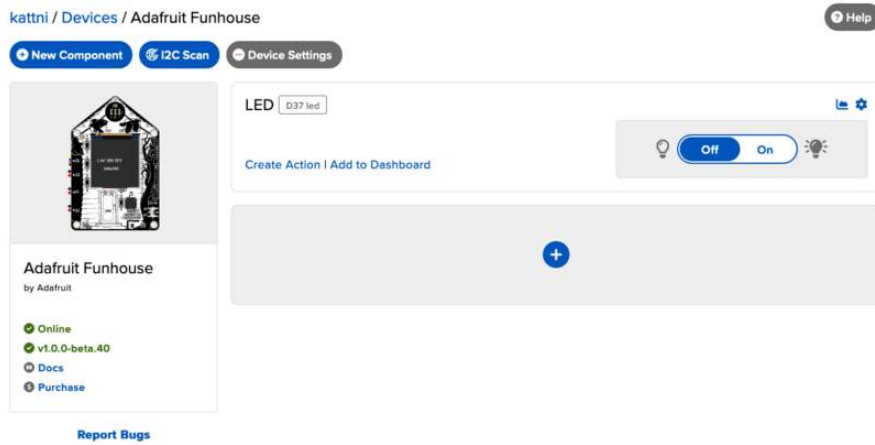 kattni / Devices / Adafruit Funhouse
Help
New Component
I2C Scan
Device Settings
LED D37 led
Create Action | Add to Dashboard
Off On
Adafruit Funhouse
by Adafruit
Online
v1.0.0-beta.40
Docs
Purchase
Report Bugs